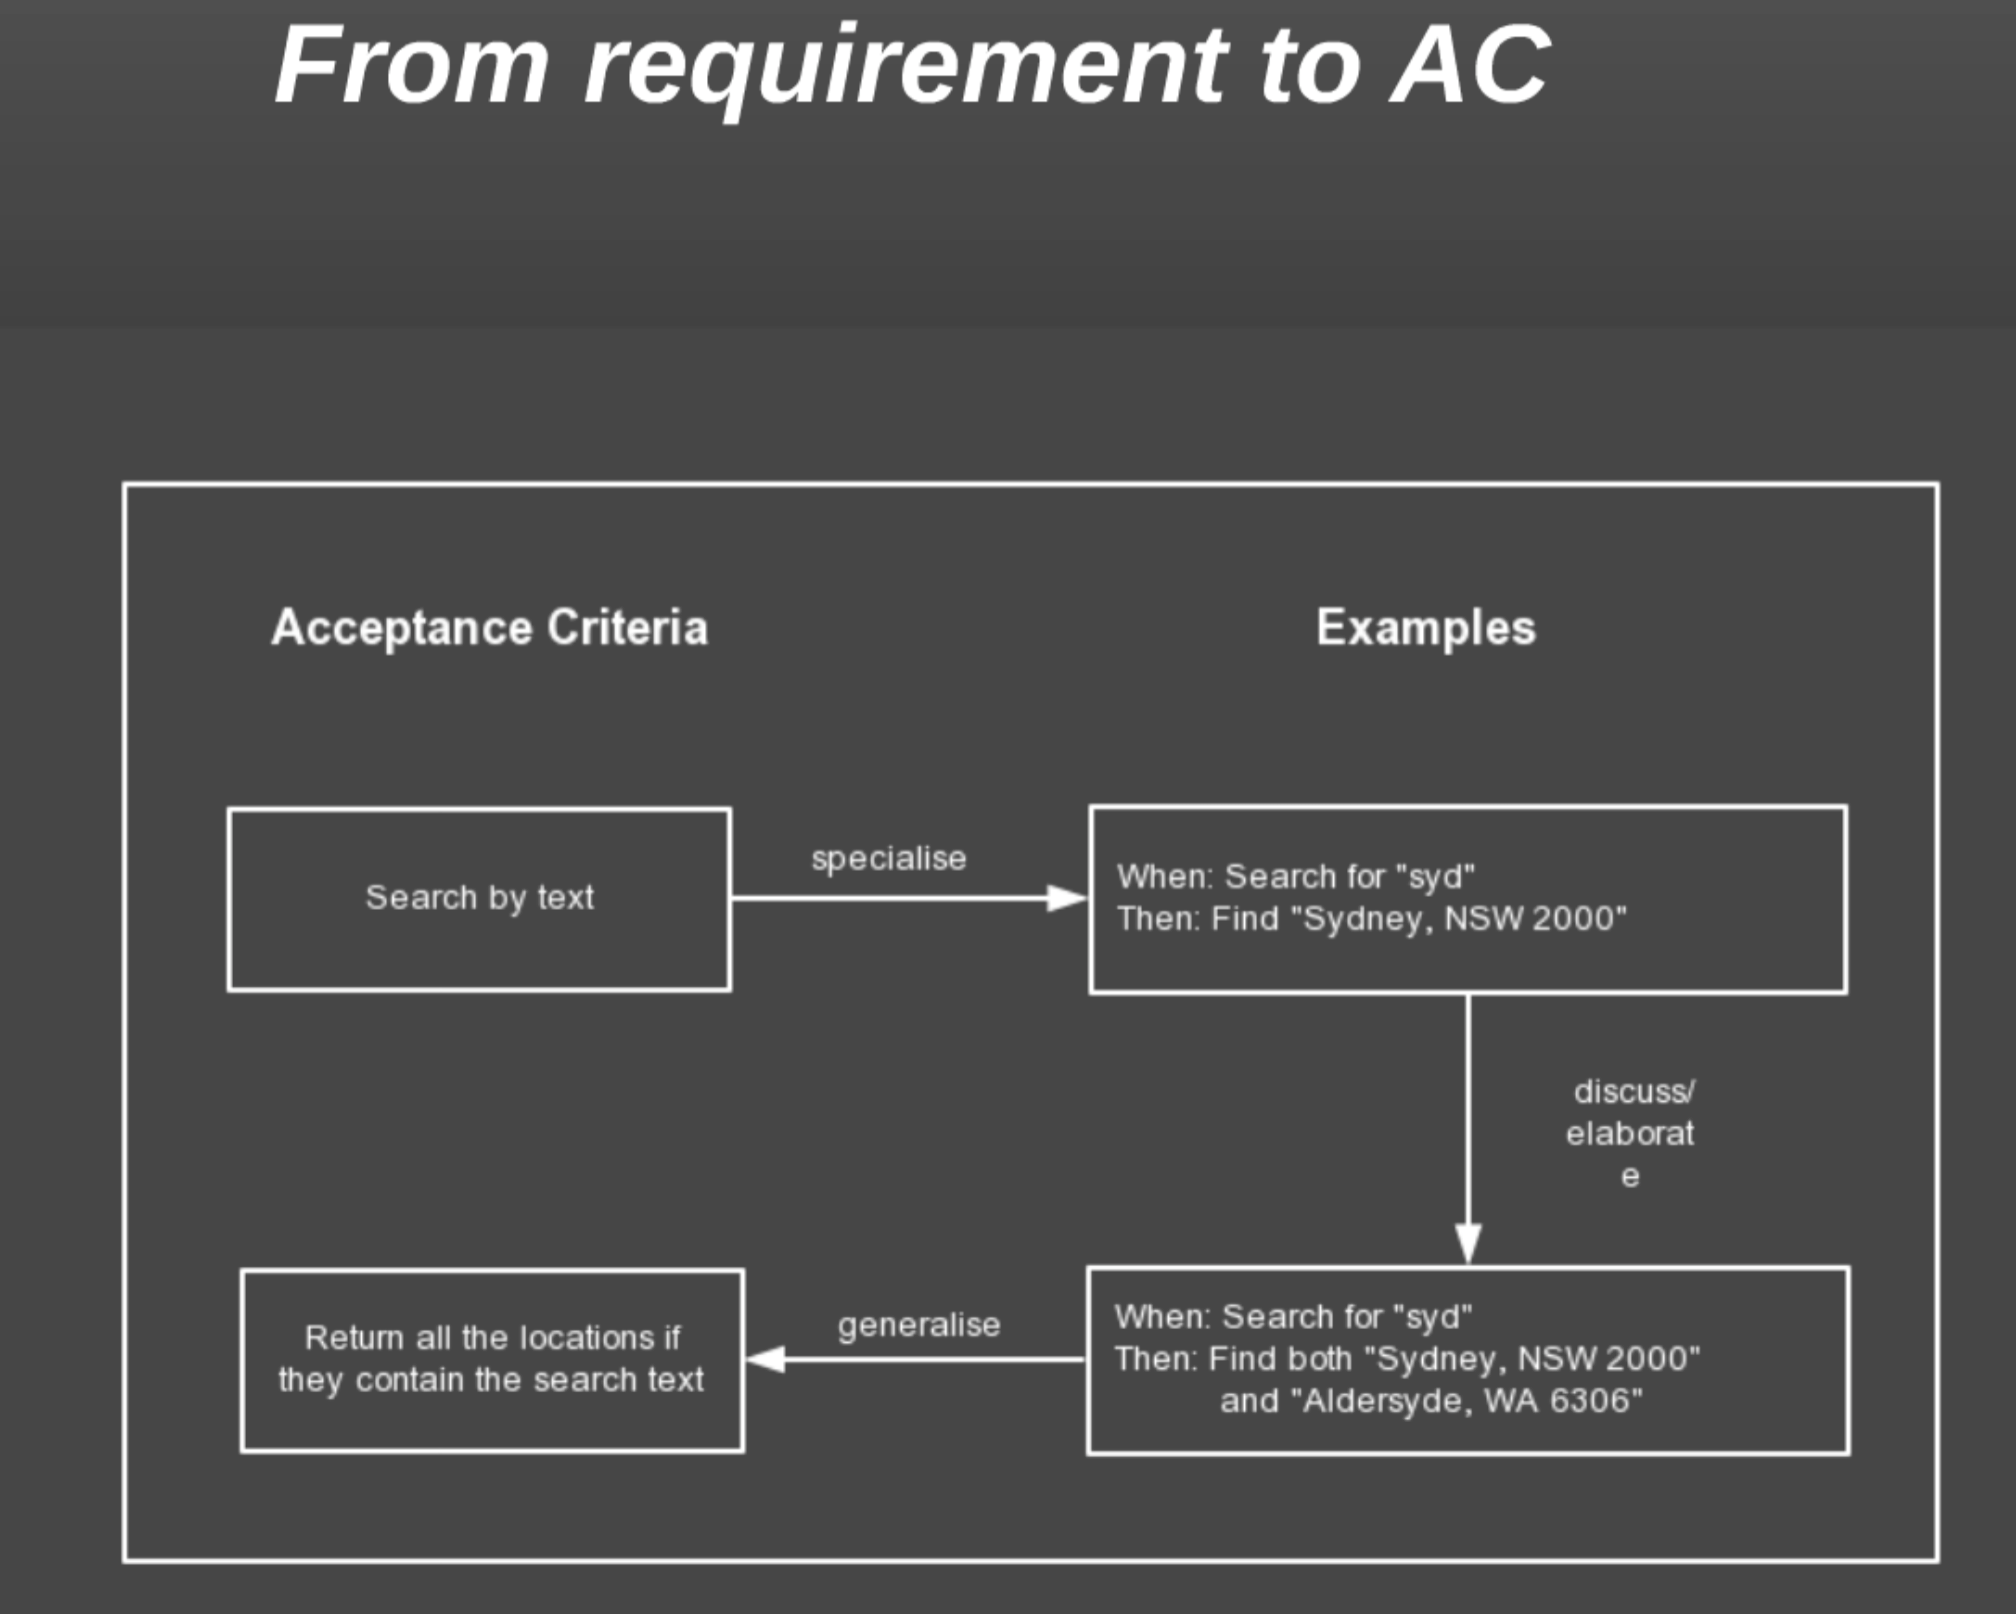 From requirement to AC
Acceptance Criteria
Examples
Search by text
specialise
When: Search for "syd"
Then: Find "Sydney, NSW 2000"
discuss/
elaborat
e
Return all the locations if
they contain the search text
generalise
When: Search for "syd"
Then: Find both "Sydney, NSW 2000"
and "Aldersyde, WA 6306"